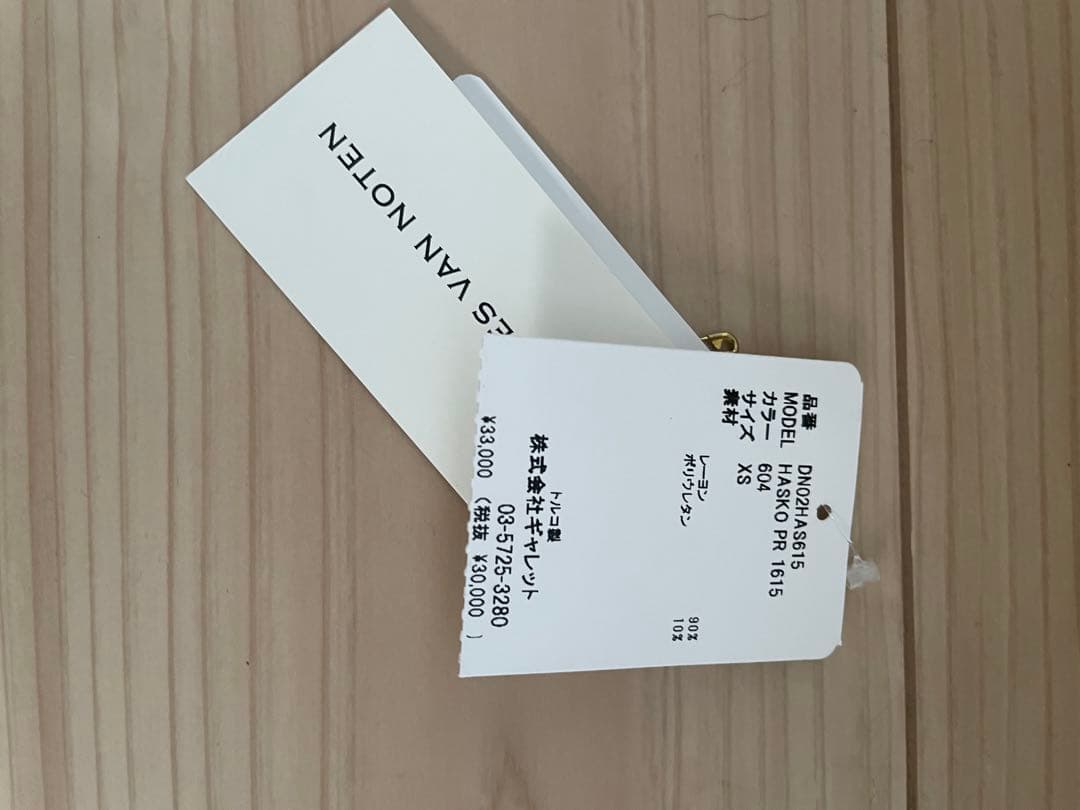 ES VAN NOTEN
品番 DN02HAS615
MODEL HASKO PR 1615
カラー 604
サイズ XS
素材
レーヨン 90%
ポリウレタン 10%
トルコ製
株式会社ギャレット
03-5725-3280
¥33,000 (税抜 ¥30,000 )